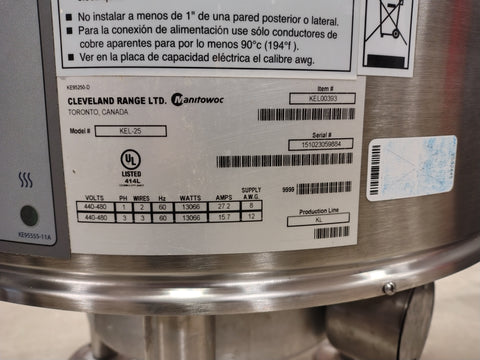 ■ No instalar a menos de 1" de una pared posterior o lateral.
■ Para la conexión de alimentación use sólo conductores de cobre aparentes para por lo menos 90°c (194°f ).
■ Ver en la placa de capacidad eléctrica el calibre awg.
KE95250-D
CLEVELAND RANGE LTD. Manitowoc
TORONTO, CANADA
Item #
KEL00393
Model # KEL-25
Serial #
151023059864
UL
LISTED
414L
9999
VOLTS PH WIRES Hz WATTS AMPS SUPPLY A.W.G.
440-480 1 2 60 13066 27.2 8
440-480 3 3 60 13066 15.7 12
Production Line
KL
KE95555-11A